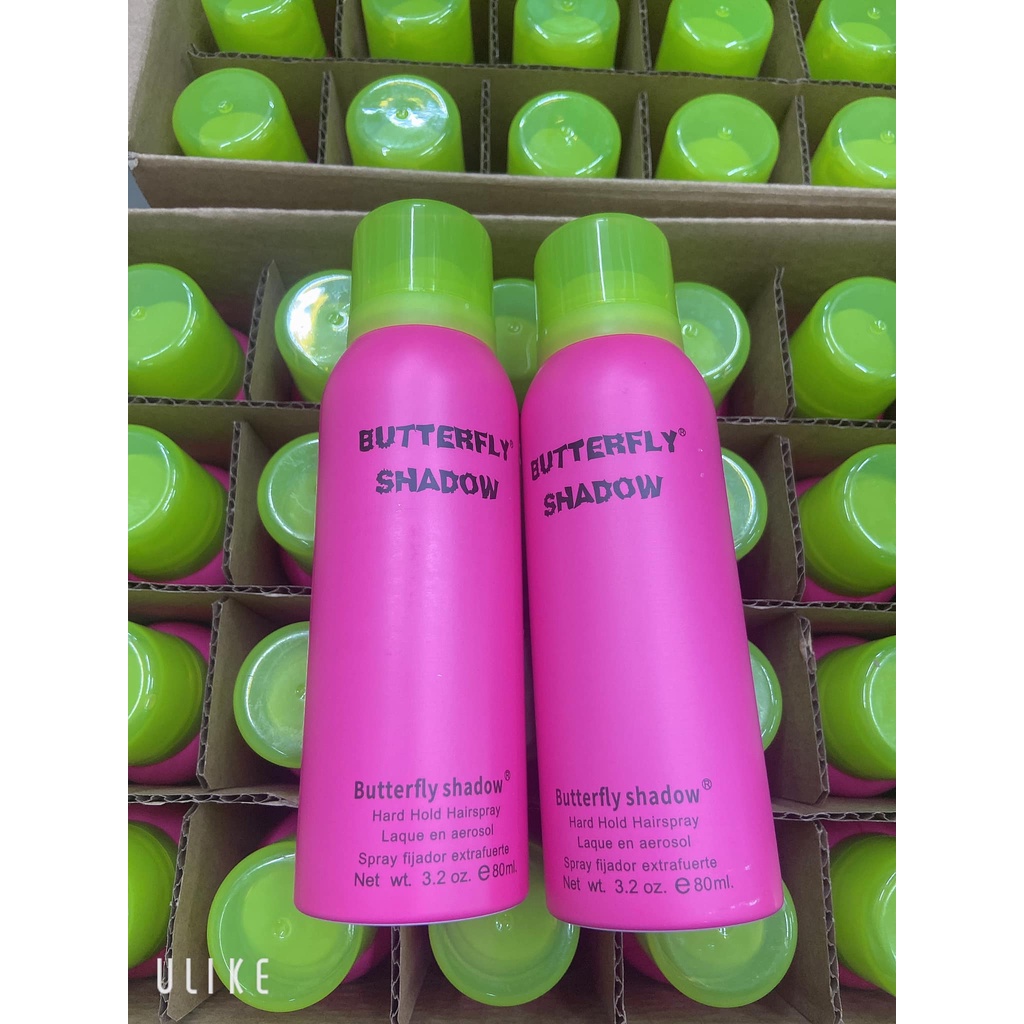 BUTTERFLY®
SHADOW
Butterfly shadow®
Hard Hold Hairspray
Laque en aerosol
Spray fijador extrafuerte
Net wt. 3.2 oz. ℮80ml.
BUTTERFLY®
SHADOW
Butterfly shadow®
Hard Hold Hairspray
Laque en aerosol
Spray fijador extrafuerte
Net wt. 3.2 oz. ℮80ml.
ULIKE